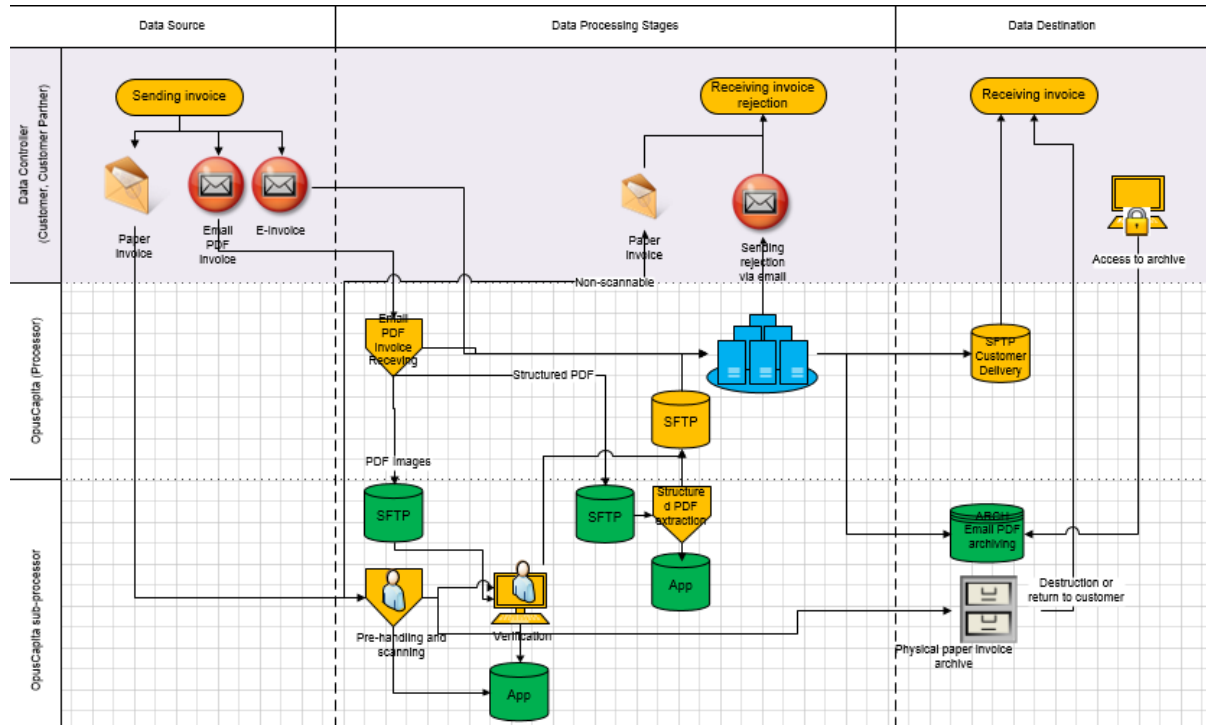 Data Source
Data Processing Stages
Data Destination
Data Controller
(Customer, Customer Partner)
Sending invoice
Receiving invoice
rejection
Receiving invoice
Paper
Invoice
Email
PDF
Invoice
E-Invoice
Paper
Invoice
Sending
rejection
via email
Access to archive
Non-scannable
OpusCapita (Processor)
Email
PDF
Invoice
Receving
Structured PDF
SFTP
Customer
Delivery
SFTP
PDF Images
OpusCapita sub-processor
SFTP
SFTP
Structure
d PDF
extraction
ARCH
Email PDF
archiving
App
Destruction or
return to customer
Pre-handling and
scanning
Verification
Physical paper invoice
archive
App